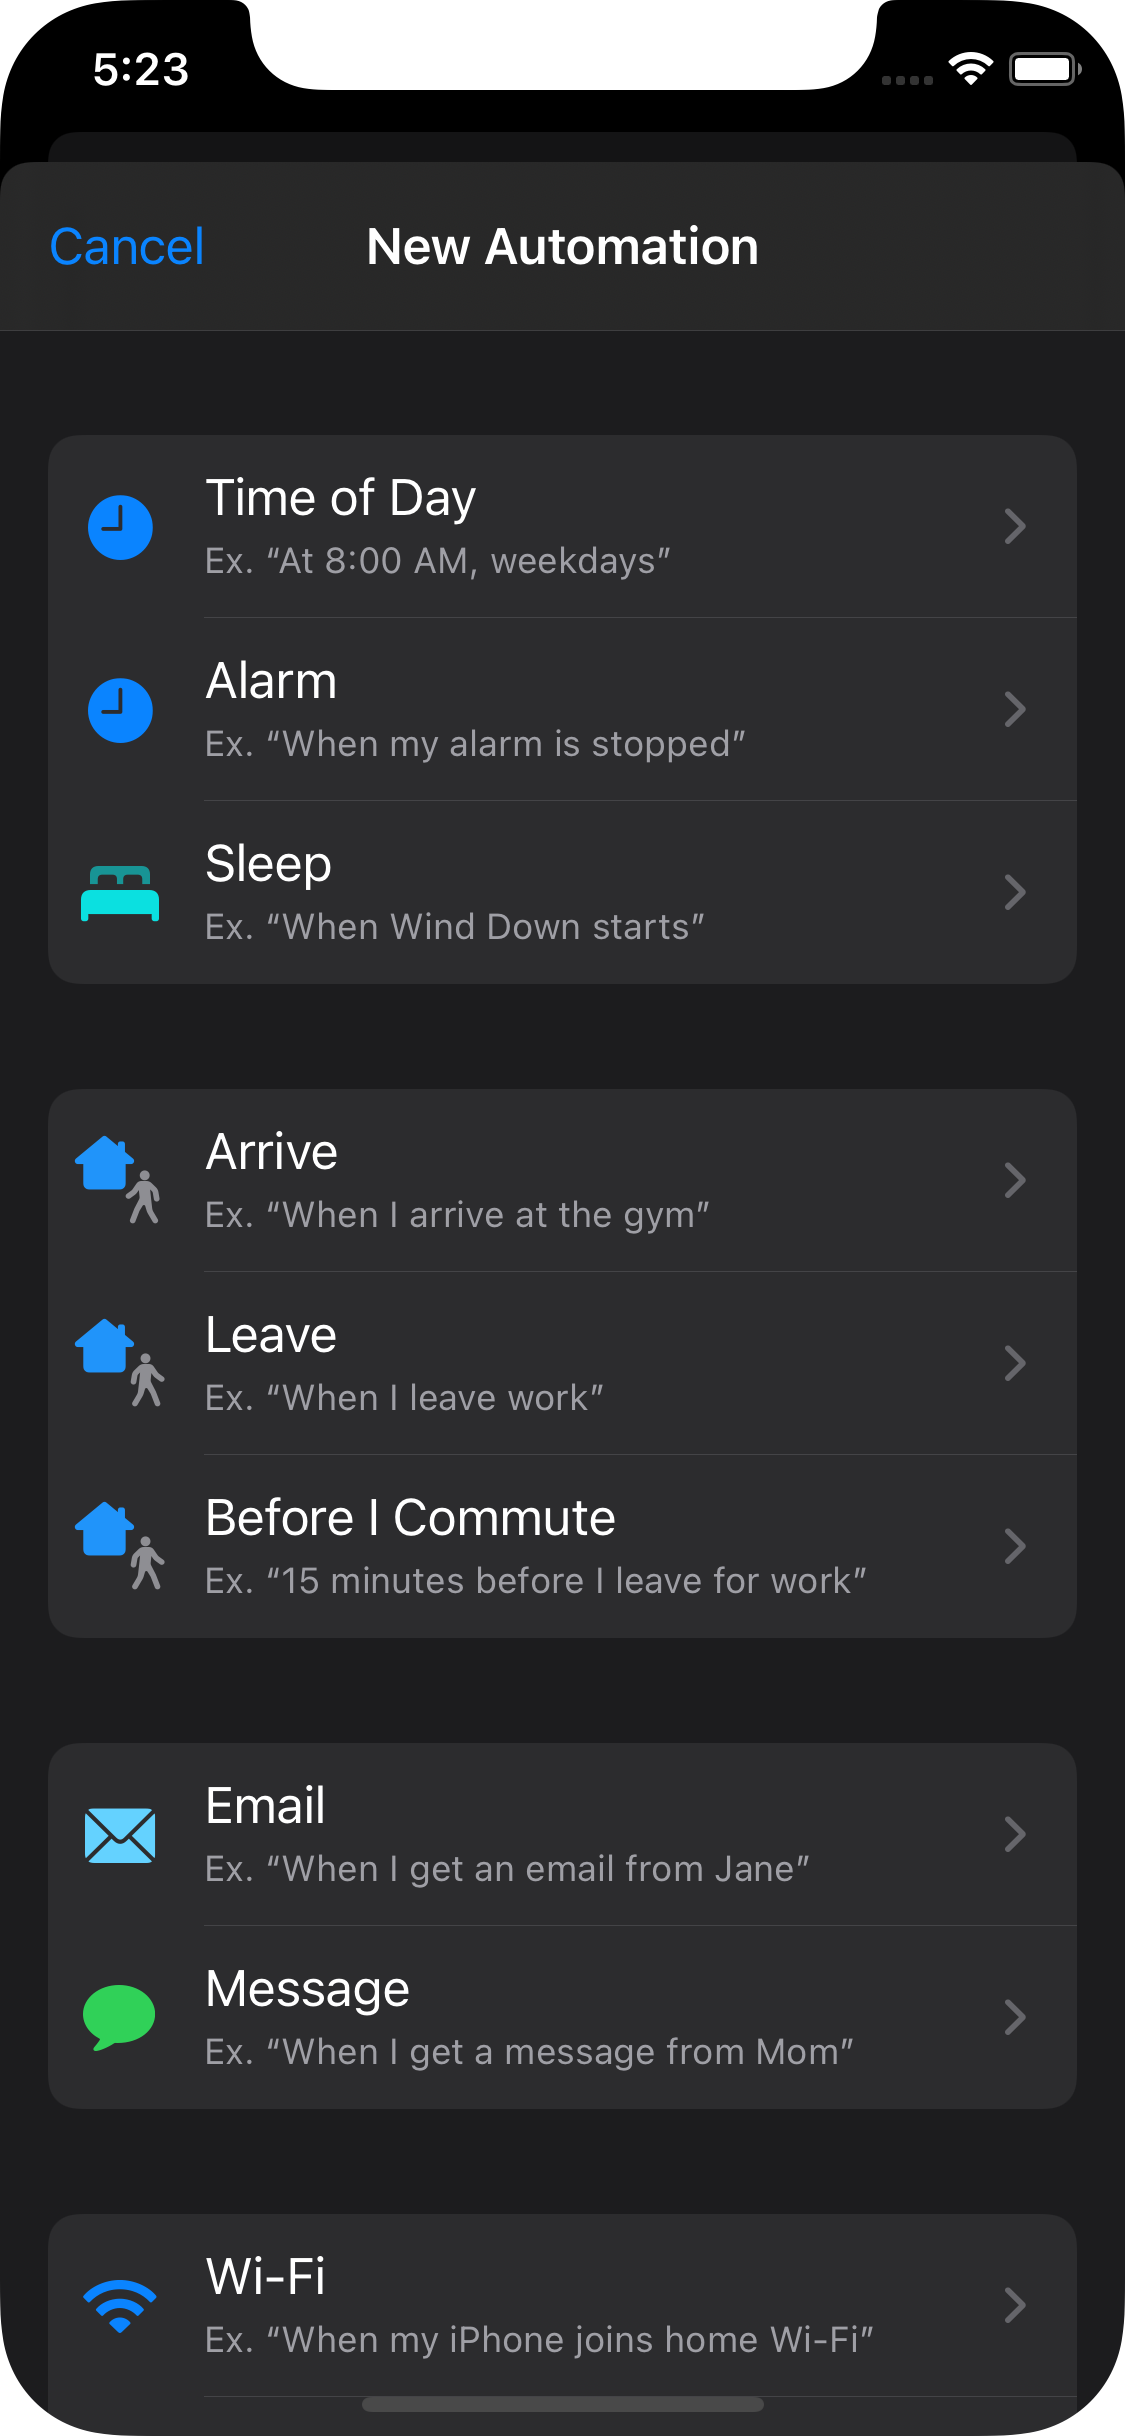 5:23
Cancel
New Automation
Time of Day
Ex. “At 8:00 AM, weekdays”
Alarm
Ex. “When my alarm is stopped”
Sleep
Ex. “When Wind Down starts”
Arrive
Ex. “When I arrive at the gym”
Leave
Ex. “When I leave work”
Before I Commute
Ex. “15 minutes before I leave for work”
Email
Ex. “When I get an email from Jane”
Message
Ex. “When I get a message from Mom”
Wi-Fi
Ex. “When my iPhone joins home Wi-Fi”